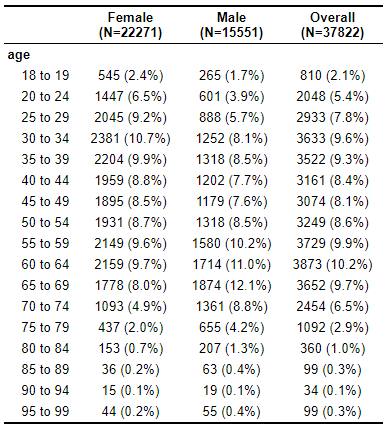 Female Male Overall
(N=22271) (N=15551) (N=37822)
age
18 to 19 545 (2.4%) 265 (1.7%) 810 (2.1%)
20 to 24 1447 (6.5%) 601 (3.9%) 2048 (5.4%)
25 to 29 2045 (9.2%) 888 (5.7%) 2933 (7.8%)
30 to 34 2381 (10.7%) 1252 (8.1%) 3633 (9.6%)
35 to 39 2204 (9.9%) 1318 (8.5%) 3522 (9.3%)
40 to 44 1959 (8.8%) 1202 (7.7%) 3161 (8.4%)
45 to 49 1895 (8.5%) 1179 (7.6%) 3074 (8.1%)
50 to 54 1931 (8.7%) 1318 (8.5%) 3249 (8.6%)
55 to 59 2149 (9.6%) 1580 (10.2%) 3729 (9.9%)
60 to 64 2159 (9.7%) 1714 (11.0%) 3873 (10.2%)
65 to 69 1778 (8.0%) 1874 (12.1%) 3652 (9.7%)
70 to 74 1093 (4.9%) 1361 (8.8%) 2454 (6.5%)
75 to 79 437 (2.0%) 655 (4.2%) 1092 (2.9%)
80 to 84 153 (0.7%) 207 (1.3%) 360 (1.0%)
85 to 89 36 (0.2%) 63 (0.4%) 99 (0.3%)
90 to 94 15 (0.1%) 19 (0.1%) 34 (0.1%)
95 to 99 44 (0.2%) 55 (0.4%) 99 (0.3%)